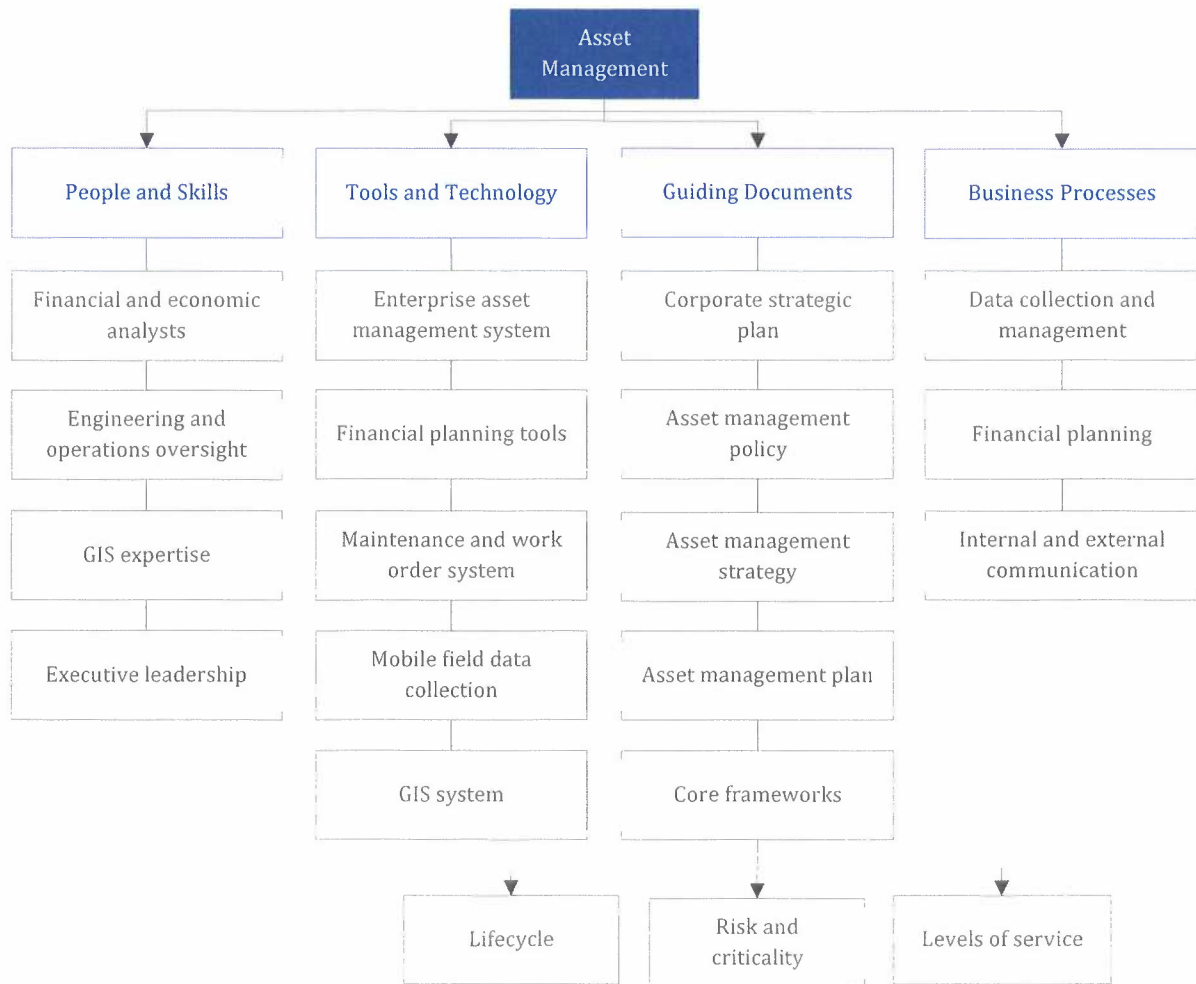 Asset
Management
People and Skills
Tools and Technology
Guiding Documents
Business Processes
Financial and economic
analysts
Enterprise asset
management system
Corporate strategic
plan
Data collection and
management
Engineering and
operations oversight
Financial planning tools
Asset management
policy
Financial planning
GIS expertise
Maintenance and work
order system
Asset management
strategy
Internal and external
communication
Executive leadership
Mobile field data
collection
Asset management plan
GIS system
Core frameworks
Lifecycle
Risk and
criticality
Levels of service